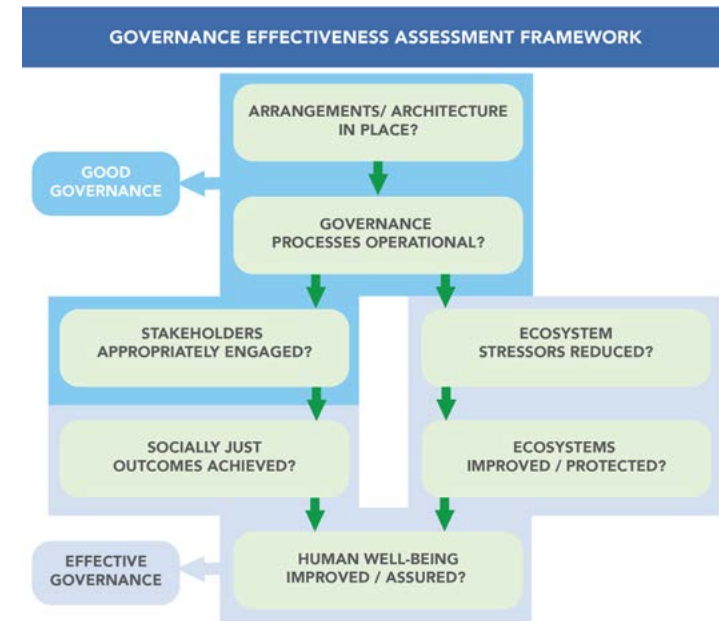 GOVERNANCE EFFECTIVENESS ASSESSMENT FRAMEWORK
ARRANGEMENTS/ ARCHITECTURE
IN PLACE?
GOOD
GOVERNANCE
GOVERNANCE
PROCESSES OPERATIONAL?
STAKEHOLDERS
APPROPRIATELY ENGAGED?
ECOSYSTEM
STRESSORS REDUCED?
SOCIALLY JUST
OUTCOMES ACHIEVED?
ECOSYSTEMS
IMPROVED / PROTECTED?
EFFECTIVE
GOVERNANCE
HUMAN WELL-BEING
IMPROVED / ASSURED?